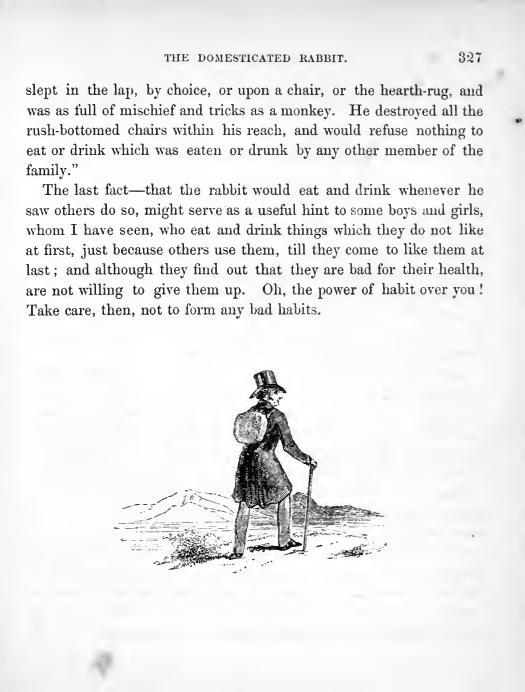 THE DOMESTICATED RABBIT. 327
slept in the lap, by choice, or upon a chair, or the hearth-rug, and
was as full of mischief and tricks as a monkey. He destroyed all the
rush-bottomed chairs within his reach, and would refuse nothing to
eat or drink which was eaten or drunk by any other member of the
family.”
The last fact—that the rabbit would eat and drink whenever he
saw others do so, might serve as a useful hint to some boys and girls,
whom I have seen, who eat and drink things which they do not like
at first, just because others use them, till they come to like them at
last; and although they find out that they are bad for their health,
are not willing to give them up. Oh, the power of habit over you!
Take care, then, not to form any bad habits.